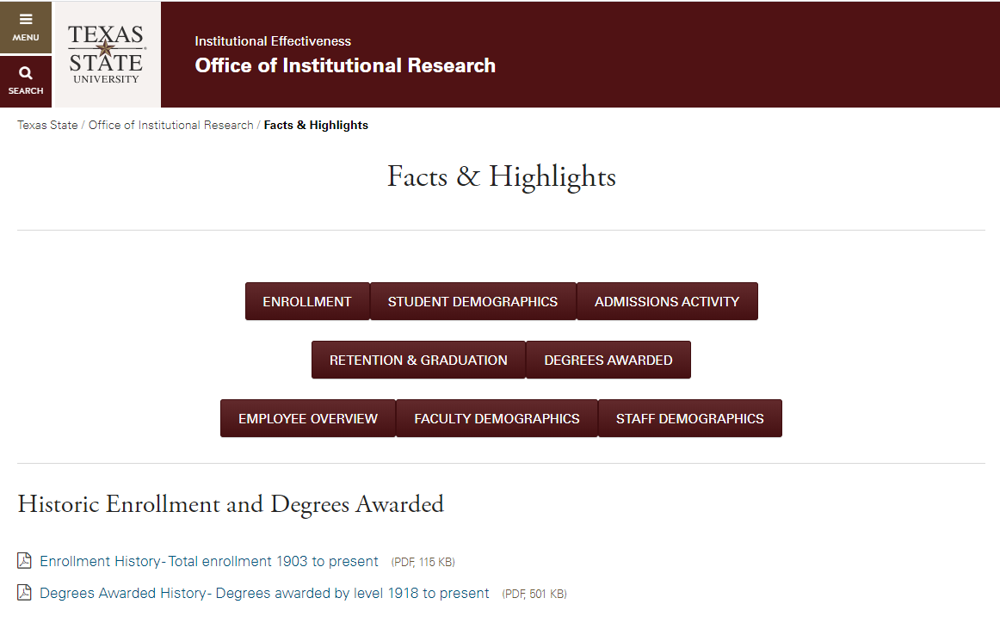 MENU
SEARCH
TEXAS
STATE
UNIVERSITY
®
Institutional Effectiveness
Office of Institutional Research
Texas State / Office of Institutional Research / Facts & Highlights
Facts & Highlights
ENROLLMENT STUDENT DEMOGRAPHICS ADMISSIONS ACTIVITY
RETENTION & GRADUATION DEGREES AWARDED
EMPLOYEE OVERVIEW FACULTY DEMOGRAPHICS STAFF DEMOGRAPHICS
Historic Enrollment and Degrees Awarded
Enrollment History- Total enrollment 1903 to present (PDF, 115 KB)
Degrees Awarded History- Degrees awarded by level 1918 to present (PDF, 501 KB)